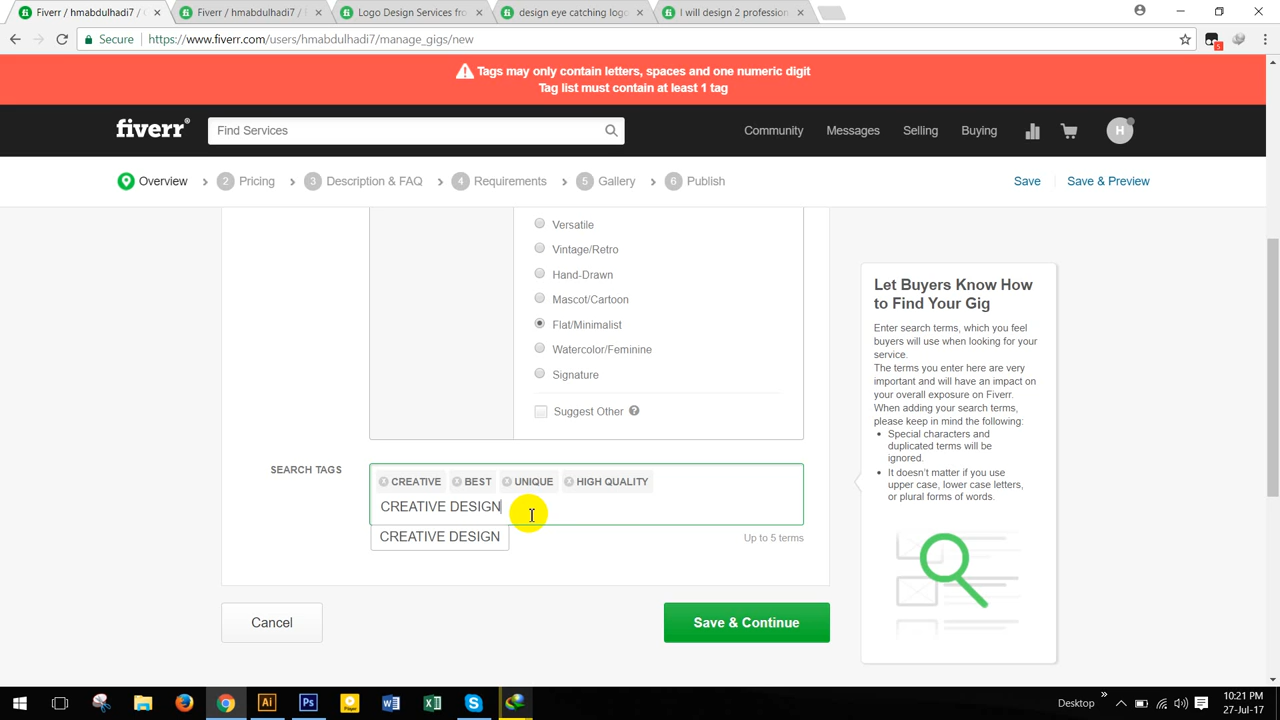 Fiverr / hmabdulhadi7 /
Fiverr / hmabdulhadi7 /
Logo Design Services fro
design eye catching logo
I will design 2 profession
Secure
https://www.fiverr.com/users/hmabdulhadi7/manage_gigs/new
5
Tags may only contain letters, spaces and one numeric digit
Tag list must contain at least 1 tag
fiverr®
Find Services
Community
Messages
Selling
Buying
H
Overview
2 Pricing
3 Description & FAQ
4 Requirements
5 Gallery
6 Publish
Save
Save & Preview
Versatile
Vintage/Retro
Hand-Drawn
Mascot/Cartoon
Flat/Minimalist
Watercolor/Feminine
Signature
Suggest Other ?
SEARCH TAGS
x CREATIVE x BEST x UNIQUE x HIGH QUALITY
CREATIVE DESIGN
CREATIVE DESIGN
Up to 5 terms
Cancel
Save & Continue
Let Buyers Know How
to Find Your Gig
Enter search terms, which you feel
buyers will use when looking for your
service.
The terms you enter here are very
important and will have an impact on
your overall exposure on Fiverr.
When adding your search terms,
please keep in mind the following:
• Special characters and
duplicated terms will be
ignored.
• It doesn't matter if you use
upper case, lower case letters,
or plural forms of words.
Ai
Ps
Desktop
10:21 PM
27-Jul-17